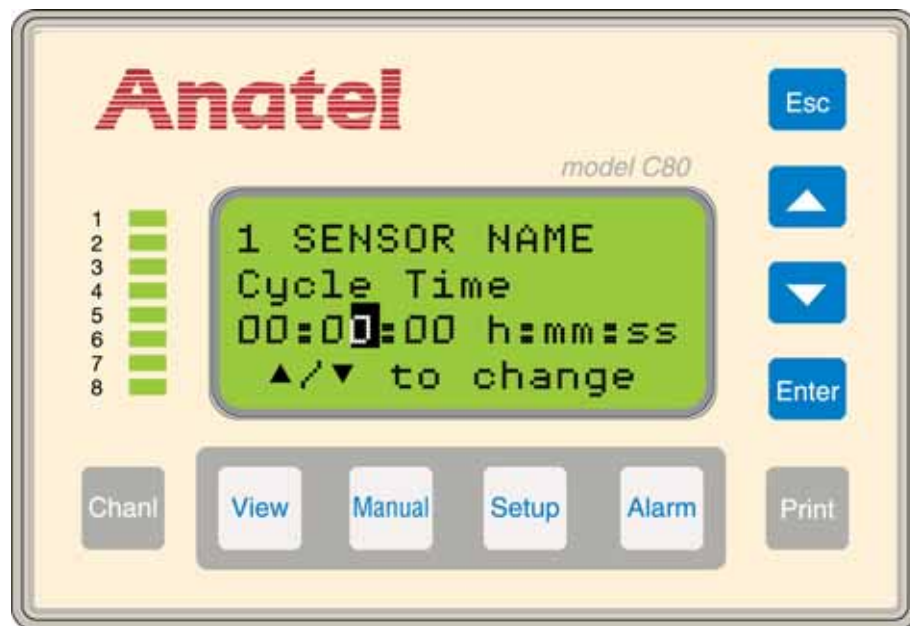 Anatel
model C80
Esc
1
2
3
4
5
6
7
8
1 SENSOR NAME
Cycle Time
00:00:00 h:mm:ss
▲/▼ to change
Enter
Chanl
View
Manual
Setup
Alarm
Print